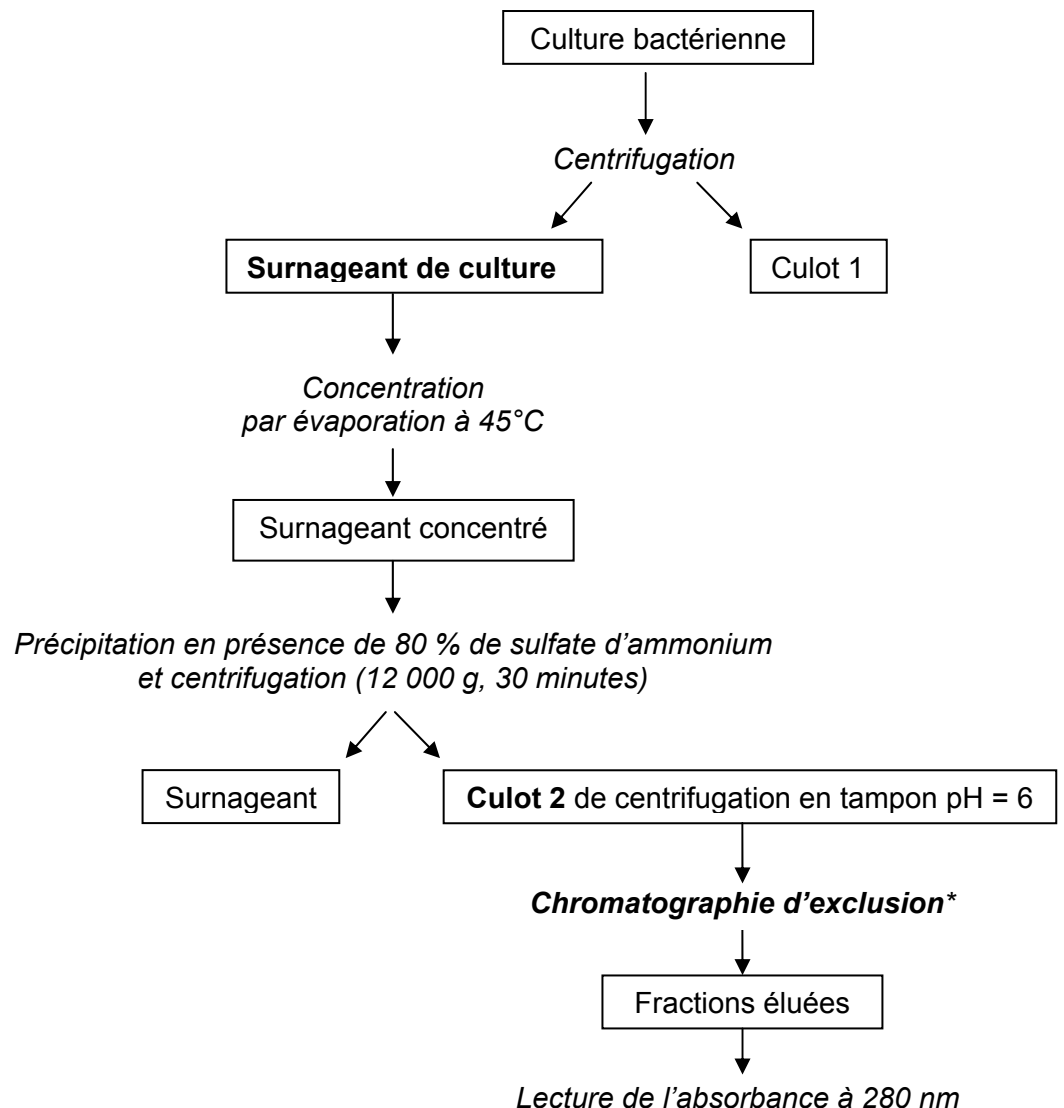 Culture bactérienne
Centrifugation
Surnageant de culture
Culot 1
Concentration
par évaporation à 45°C
Surnageant concentré
Précipitation en présence de 80 % de sulfate d’ammonium
et centrifugation (12 000 g, 30 minutes)
Surnageant
Culot 2 de centrifugation en tampon pH = 6
Chromatographie d’exclusion*
Fractions éluées
Lecture de l’absorbance à 280 nm